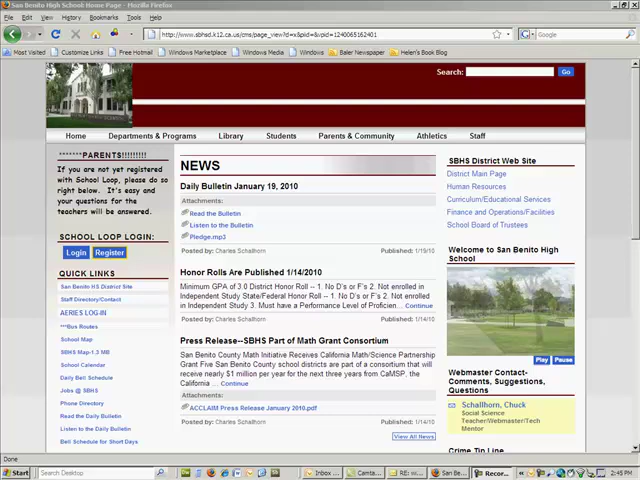 San Benito High School Home Page - Mozilla Firefox
File Edit View History Bookmarks Tools Help
http://www.sbhsd.k12.ca.us/cms/page_view?d=x&piid=&vpid=1240065162401
Google
Most Visited Customize Links Free Hotmail Windows Marketplace Windows Media Windows Baler Newspaper Helen's Book Blog
Search: Go
Home Departments & Programs Library Students Parents & Community Athletics Staff
*******PARENTS!!!!!!!!!
If you are not yet registered
with School Loop, please do so
right below. It's easy and
your questions for the
teachers will be answered.
SCHOOL LOOP LOGIN:
Login Register
QUICK LINKS
San Benito HS District Site
Staff Directory/Contact
AERIES LOG-IN
***Bus Routes
School Map
SBHS Map-1.3 MB
School Calendar
Daily Bell Schedule
Jobs @ SBHS
Phone Directory
Read the Daily Bulletin
Listen to the Daily Bulletin
Bell Schedule for Short Days
NEWS
Daily Bulletin January 19, 2010
Attachments:
Read the Bulletin
Listen to the Bulletin
Pledge.mp3
Posted by: Charles Schalhorn Published: 1/19/10
Honor Rolls Are Published 1/14/2010
Minimum GPA of 3.0 District Honor Roll -- 1. No D's or F's 2. Not enrolled in
Independent Study State/Federal Honor Roll -- 1. No D's or F's 2. Not enrolled
in Independent Study 3. Must have a Performance Level of Proficien... Continue
Posted by: Charles Schalhorn Published: 1/14/10
Press Release--SBHS Part of Math Grant Consortium
San Benito County Math Initiative Receives California Math/Science Partnership
Grant Five San Benito County school districts are part of a consortium that will
receive nearly $1 million per year for the next three years from CaMSP, the
California ... Continue
Attachments:
ACCLAIM Press Release January 2010.pdf
Posted by: Charles Schalhorn Published: 1/14/10
View All News
SBHS District Web Site
District Main Page
Human Resources
Curriculum/Educational Services
Finance and Operations/Facilities
School Board of Trustees
Welcome to San Benito High
School
Play Pause
Webmaster Contact-
Comments, Suggestions,
Questions
Schallhorn, Chuck
Social Science
Teacher/Webmaster/Tech
Mentor
Crime Tip Line
Done
Start Search Desktop Inbox ... Camta... RE: w... San Be... Recor... 2:45 PM